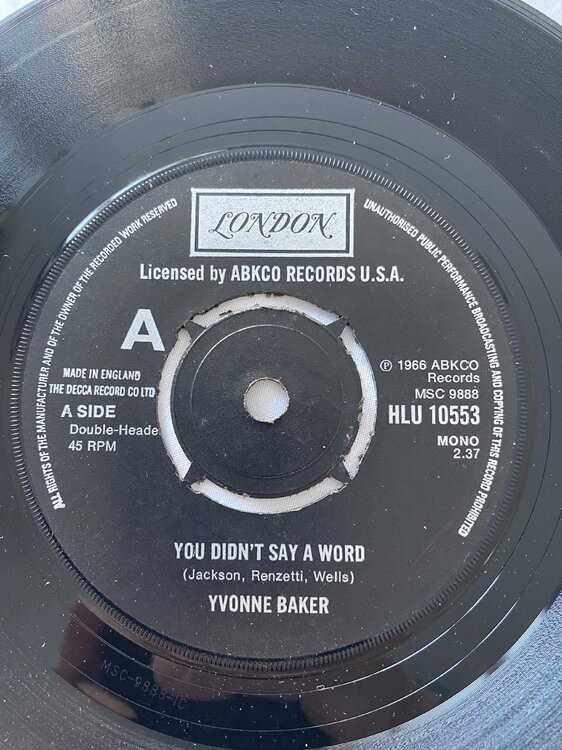 ALL RIGHTS OF THE MANUFACTURER AND OF THE OWNER OF THE RECORDED WORK RESERVED
UNAUTHORISED PUBLIC PERFORMANCE BROADCASTING AND COPYING OF THIS RECORD PROHIBITED
LONDON
Licensed by ABKCO RECORDS U.S.A.
A
MADE IN ENGLAND
THE DECCA RECORD CO LTD
A SIDE
Double-Heade
45 RPM
℗ 1966 ABKCO
Records
MSC 9888
HLU 10553
MONO
2.37
YOU DIDN'T SAY A WORD
(Jackson, Renzetti, Wells)
YVONNE BAKER
MSC-9888-1C